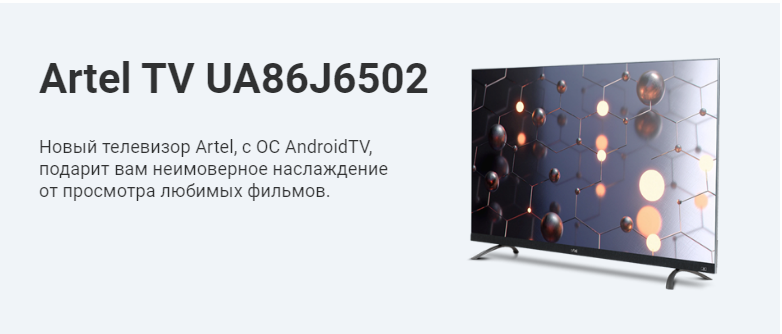 Artel TV UA86J6502
Новый телевизор Artel, с ОС AndroidTV,
подарит вам неимоверное наслаждение
от просмотра любимых фильмов.